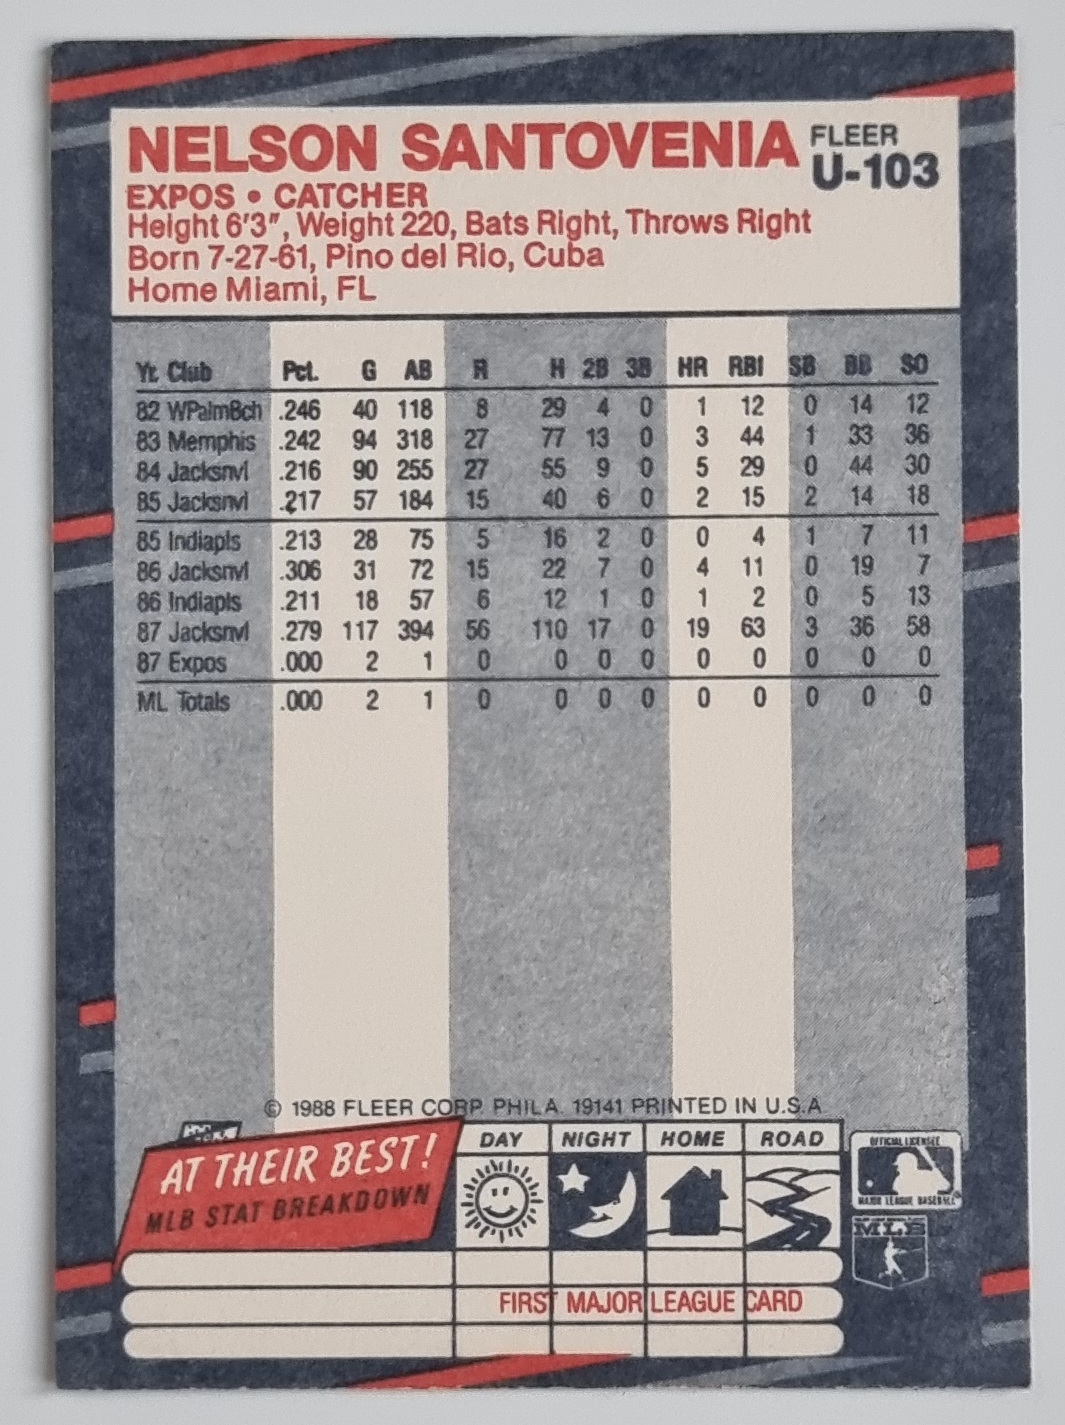 NELSON SANTOVENIA
FLEER
U-103
EXPOS • CATCHER
Height 6'3", Weight 220, Bats Right, Throws Right
Born 7-27-61, Pino del Rio, Cuba
Home Miami, FL
Yr. Club Pct. G AB R H 2B 3B HR RBI SB BB SO
82 WPalmBch .246 40 118 8 29 4 0 1 12 0 14 12
83 Memphis .242 94 318 27 77 13 0 3 44 1 33 36
84 Jacksnvl .216 90 255 27 55 9 0 5 29 0 44 30
85 Jacksnvl .217 57 184 15 40 6 0 2 15 2 14 18
85 Indiapls .213 28 75 5 16 2 0 0 4 1 7 11
86 Jacksnvl .306 31 72 15 22 7 0 4 11 0 19 7
86 Indiapls .211 18 57 6 12 1 0 1 2 0 5 13
87 Jacksnvl .279 117 394 56 110 17 0 19 63 3 36 58
87 Expos .000 2 1 0 0 0 0 0 0 0 0 0
ML Totals .000 2 1 0 0 0 0 0 0 0 0 0
© 1988 FLEER CORP. PHILA. 19141 PRINTED IN U.S.A.
AT THEIR BEST!
MLB STAT BREAKDOWN
DAY NIGHT HOME ROAD
OFFICIAL LICENSEE
MAJOR LEAGUE BASEBALL
MLB
FIRST MAJOR LEAGUE CARD